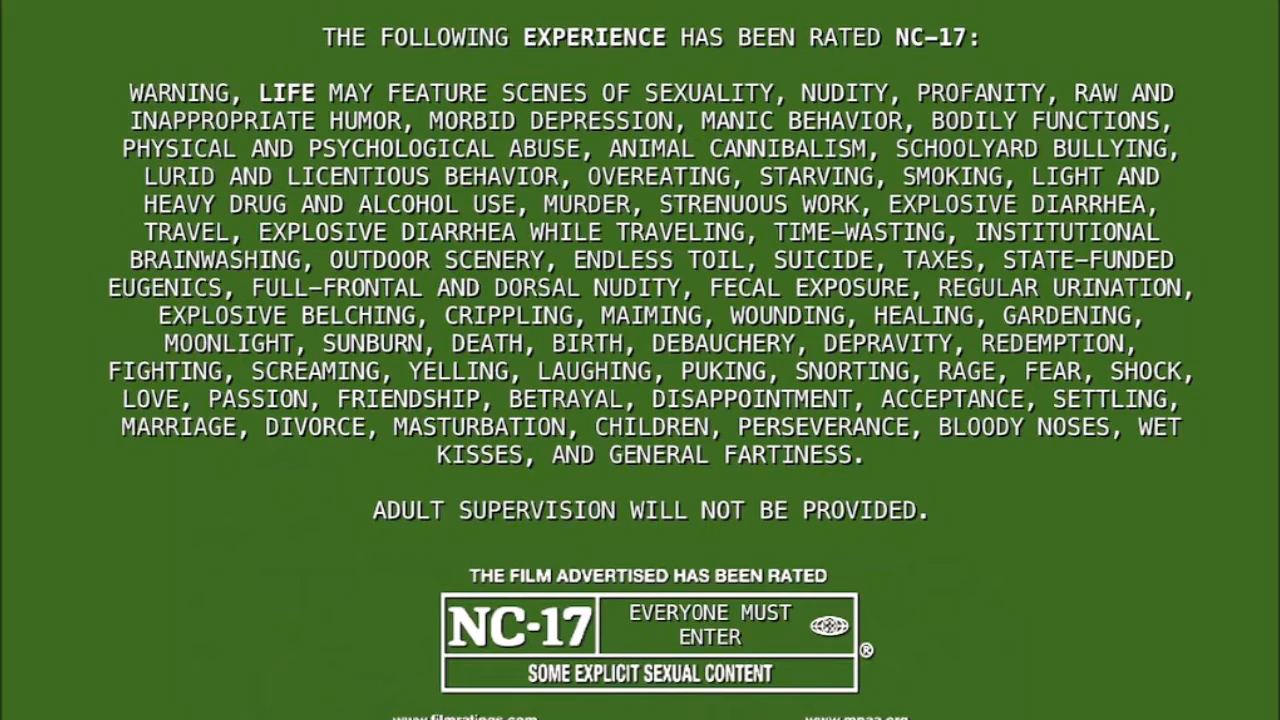 THE FOLLOWING EXPERIENCE HAS BEEN RATED NC-17:
WARNING, LIFE MAY FEATURE SCENES OF SEXUALITY, NUDITY, PROFANITY, RAW AND
INAPPROPRIATE HUMOR, MORBID DEPRESSION, MANIC BEHAVIOR, BODILY FUNCTIONS,
PHYSICAL AND PSYCHOLOGICAL ABUSE, ANIMAL CANNIBALISM, SCHOOLYARD BULLYING,
LURID AND LICENTIOUS BEHAVIOR, OVEREATING, STARVING, SMOKING, LIGHT AND
HEAVY DRUG AND ALCOHOL USE, MURDER, STRENUOUS WORK, EXPLOSIVE DIARRHEA,
TRAVEL, EXPLOSIVE DIARRHEA WHILE TRAVELING, TIME-WASTING, INSTITUTIONAL
BRAINWASHING, OUTDOOR SCENERY, ENDLESS TOIL, SUICIDE, TAXES, STATE-FUNDED
EUGENICS, FULL-FRONTAL AND DORSAL NUDITY, FECAL EXPOSURE, REGULAR URINATION,
EXPLOSIVE BELCHING, CRIPPLING, MAIMING, WOUNDING, HEALING, GARDENING,
MOONLIGHT, SUNBURN, DEATH, BIRTH, DEBAUCHERY, DEPRAVITY, REDEMPTION,
FIGHTING, SCREAMING, YELLING, LAUGHING, PUKING, SNORTING, RAGE, FEAR, SHOCK,
LOVE, PASSION, FRIENDSHIP, BETRAYAL, DISAPPOINTMENT, ACCEPTANCE, SETTLING,
MARRIAGE, DIVORCE, MASTURBATION, CHILDREN, PERSEVERANCE, BLOODY NOSES, WET
KISSES, AND GENERAL FARTINESS.
ADULT SUPERVISION WILL NOT BE PROVIDED.
THE FILM ADVERTISED HAS BEEN RATED
NC-17
EVERYONE MUST
ENTER
®
SOME EXPLICIT SEXUAL CONTENT
www.filmratings.com www.mpaa.org